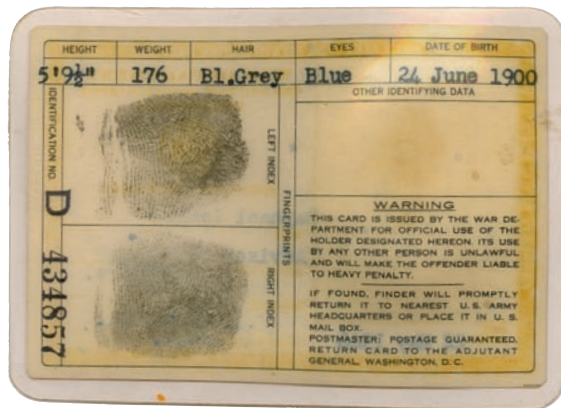 HEIGHT WEIGHT HAIR EYES DATE OF BIRTH
5'9½" 176 Bl.Grey Blue 24 June 1900
OTHER IDENTIFYING DATA
IDENTIFICATION NO.
D 434857
LEFT INDEX
RIGHT INDEX
FINGERPRINTS
WARNING
THIS CARD IS ISSUED BY THE WAR DE-
PARTMENT FOR OFFICIAL USE OF THE
HOLDER DESIGNATED HEREON. ITS USE
BY ANY OTHER PERSON IS UNLAWFUL
AND WILL MAKE THE OFFENDER LIABLE
TO HEAVY PENALTY.
IF FOUND, FINDER WILL PROMPTLY
RETURN IT TO NEAREST U. S. ARMY
HEADQUARTERS OR PLACE IT IN U. S.
MAIL BOX.
POSTMASTER: POSTAGE GUARANTEED.
RETURN CARD TO THE ADJUTANT
GENERAL, WASHINGTON, D. C.